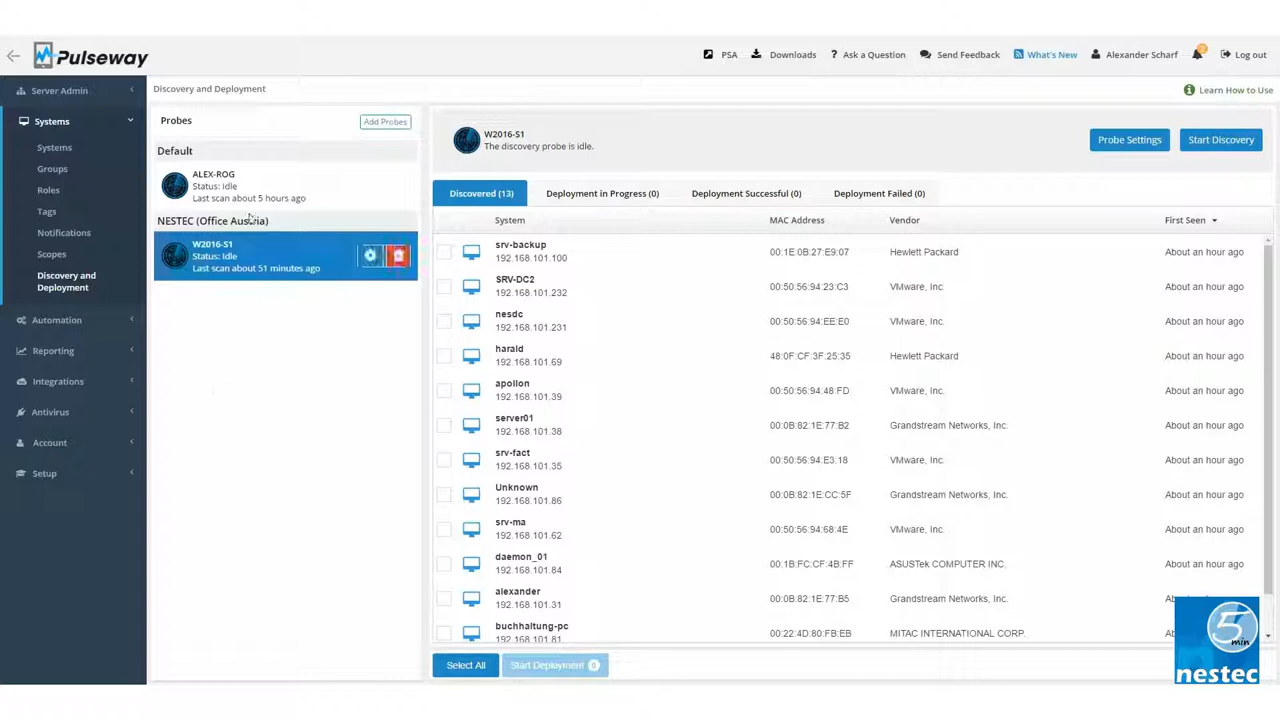 Pulseway
PSA
Downloads
? Ask a Question
Send Feedback
What's New
Alexander Scharf
2
Log out
Server Admin
Systems
Systems
Groups
Roles
Tags
Notifications
Scopes
Discovery and
Deployment
Automation
Reporting
Integrations
Antivirus
Account
Setup
Discovery and Deployment
Learn How to Use
Probes
Add Probes
Default
ALEX-ROG
Status: Idle
Last scan about 5 hours ago
NESTEC (Office Austria)
W2016-S1
Status: Idle
Last scan about 51 minutes ago
W2016-S1
The discovery probe is idle.
Probe Settings
Start Discovery
Discovered (13)
Deployment in Progress (0)
Deployment Successful (0)
Deployment Failed (0)
System MAC Address Vendor First Seen
srv-backup
192.168.101.100 00:1E:0B:27:E9:07 Hewlett Packard About an hour ago
SRV-DC2
192.168.101.232 00:50:56:94:23:C3 VMware, Inc. About an hour ago
nesdc
192.168.101.231 00:50:56:94:EE:E0 VMware, Inc. About an hour ago
harald
192.168.101.69 48:0F:CF:3F:25:35 Hewlett Packard About an hour ago
apollon
192.168.101.39 00:50:56:94:48:FD VMware, Inc. About an hour ago
server01
192.168.101.38 00:0B:82:1E:77:B2 Grandstream Networks, Inc. About an hour ago
srv-fact
192.168.101.35 00:50:56:94:E3:18 VMware, Inc. About an hour ago
Unknown
192.168.101.86 00:0B:82:1E:CC:5F Grandstream Networks, Inc. About an hour ago
srv-ma
192.168.101.62 00:50:56:94:68:4E VMware, Inc. About an hour ago
daemon_01
192.168.101.84 00:1B:FC:CF:4B:FF ASUSTek COMPUTER INC. About an hour ago
alexander
192.168.101.31 00:0B:82:1E:77:B5 Grandstream Networks, Inc.
buchhaltung-pc
192.168.101.81 00:22:4D:80:FB:EB MITAC INTERNATIONAL CORP.
Select All
Start Deployment 0
5
min
nestec